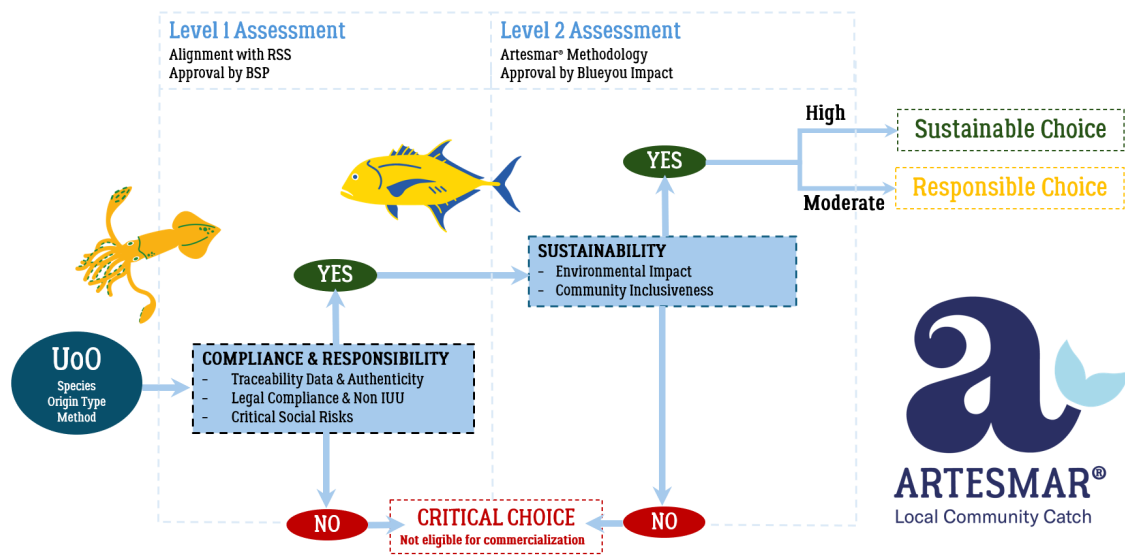 Level 1 Assessment
Alignment with RSS
Approval by BSP
Level 2 Assessment
Artesmar® Methodology
Approval by Blueyou Impact
High
Sustainable Choice
YES
Responsible Choice
Moderate
SUSTAINABILITY
- Environmental Impact
- Community Inclusiveness
YES
UoO
Species
Origin Type
Method
COMPLIANCE & RESPONSIBILITY
- Traceability Data & Authenticity
- Legal Compliance & Non IUU
- Critical Social Risks
a
ARTESMAR®
Local Community Catch
NO
CRITICAL CHOICE
Not eligible for commercialization
NO